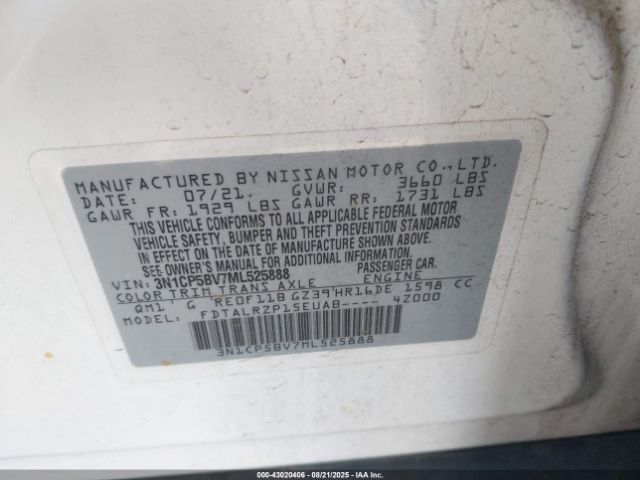 MANUFACTURED BY NISSAN MOTOR CO.,LTD.
07/21. GVWR: 3660 LBS
GAWR FR: 1929 LBS GAWR RR: 1731 LBS
THIS VEHICLE CONFORMS TO ALL APPLICABLE FEDERAL MOTOR
VEHICLE SAFETY, BUMPER AND THEFT PREVENTION STANDARDS
IN EFFECT ON THE DATE OF MANUFACTURE SHOWN ABOVE.
SEE OWNER'S MANUAL FOR ADDITIONAL INFORMATION.
VIN: 3N1CP5BV7ML525888 PASSENGER CAR.
COLOR TRIM TRANS AXLE ENGINE
QM1 G RE0F11B GZ39 HR16DE 1598 CC
MODEL: FDTALRZP15EUAB---- 4Z000
3N1CP5BV7ML525888
000-43020406 - 08/21/2025 - © IAA Inc.